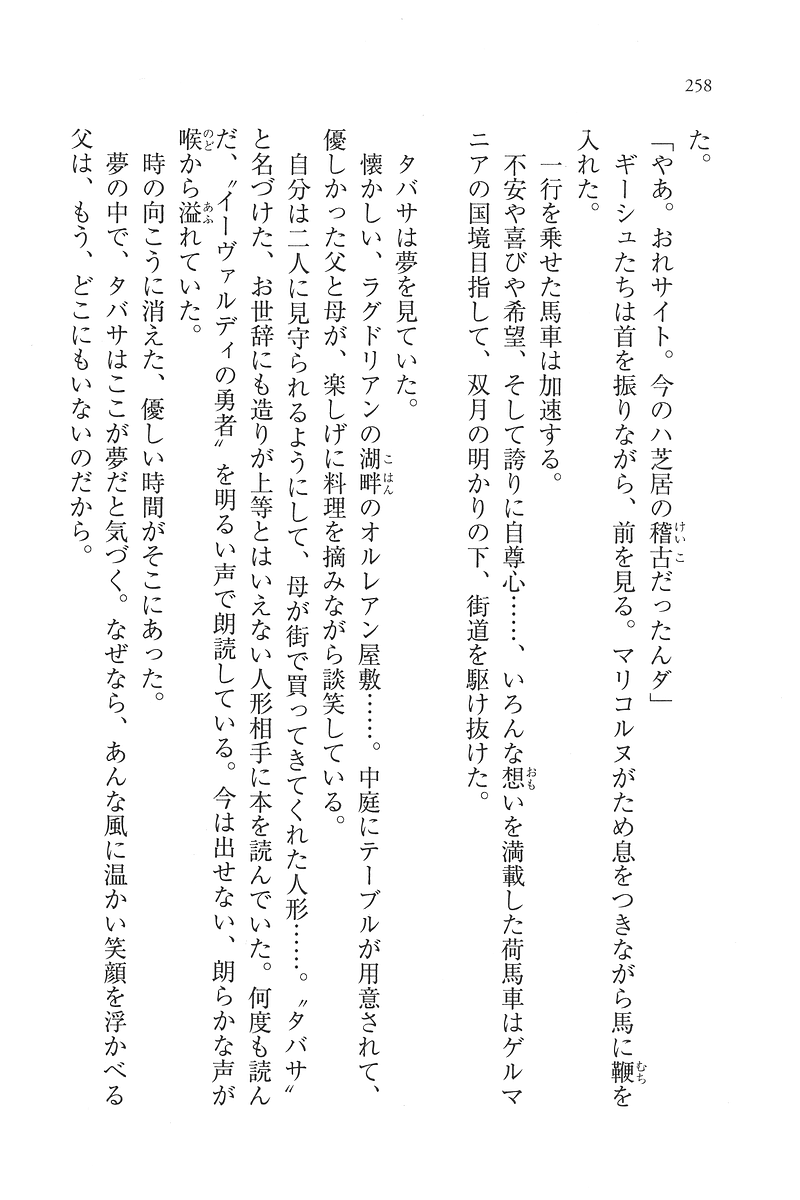 258
た。
「やあ。おれサイト。今のハ芝居の稽古だったんダ」
ギーシュたちは首を振りながら、前を見る。マリコルヌがため息をつきながら馬に鞭を
入れた。
一行を乗せた馬車は加速する。
不安や喜びや希望、そして誇りに自尊心……、いろんな想いを満載した荷馬車はゲルマ
ニアの国境目指して、双月の明かりの下、街道を駆け抜けた。
タバサは夢を見ていた。
懐かしい、ラグドリアンの湖畔のオルレアン屋敷……。中庭にテーブルが用意されて、
優しかった父と母が、楽しげに料理を摘みながら談笑している。
自分は二人に見守られるようにして、母が街で買ってきてくれた人形……。〝タバサ〟
と名づけた、お世辞にも造りが上等とはいえない人形相手に本を読んでいた。何度も読ん
だ、〝イーヴァルディの勇者〟を明るい声で朗読している。今は出せない、朗らかな声が
喉から溢れていた。
時の向こうに消えた、優しい時間がそこにあった。
夢の中で、タバサはここが夢だと気づく。なぜなら、あんな風に温かい笑顔を浮かべる
父は、もう、どこにもいないのだから。